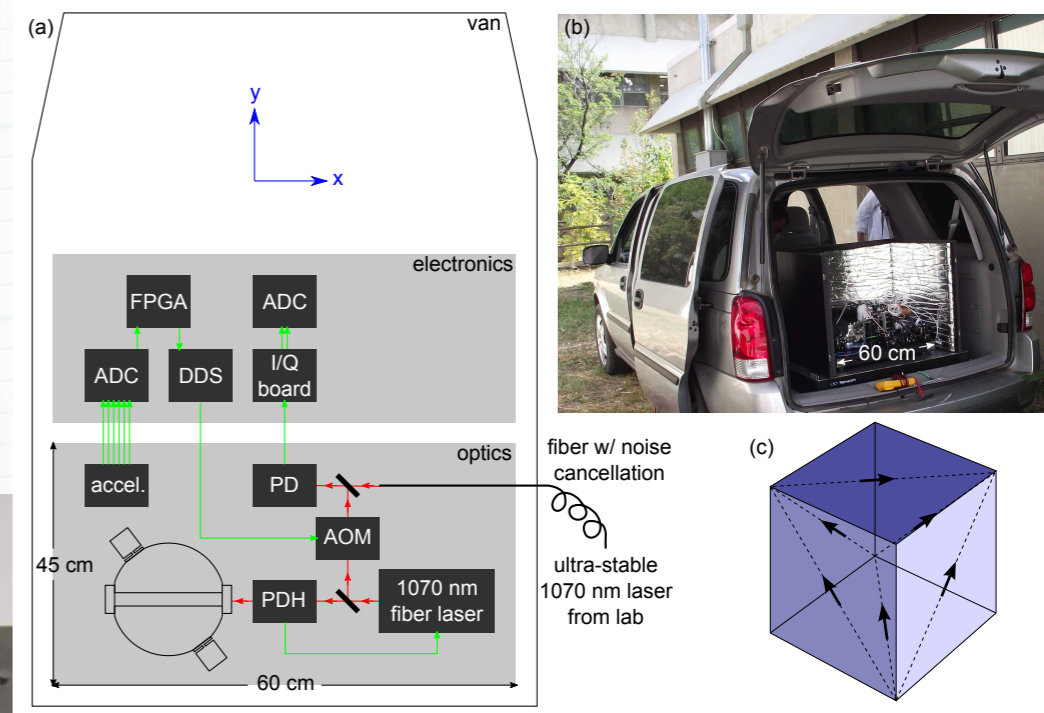 (a)
van
y
x
electronics
FPGA
ADC
ADC
DDS
I/Q
board
optics
accel.
PD
AOM
45 cm
PDH
1070 nm
fiber laser
60 cm
fiber w/ noise
cancellation
ultra-stable
1070 nm laser
from lab
(b)
60 cm
(c)